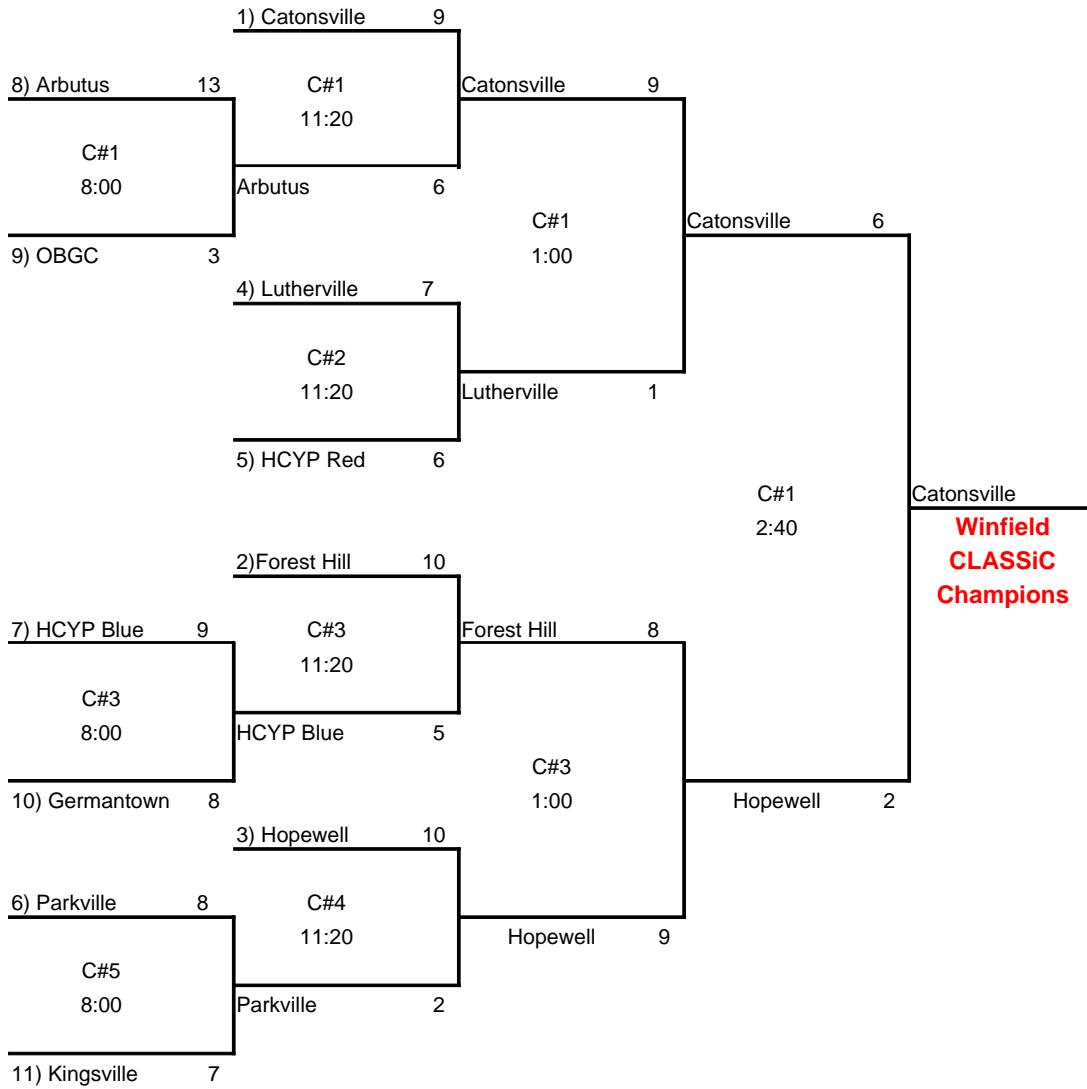 1) Catonsville 9
8) Arbutus 13
C#1
Catonsville 9
11:20
C#1
8:00
Arbutus 6
C#1
Catonsville 6
9) OBGC 3
1:00
4) Lutherville 7
C#2
11:20
Lutherville 1
5) HCYP Red 6
C#1
Catonsville
2:40
Winfield
CLASSiC
Champions
2)Forest Hill 10
7) HCYP Blue 9
C#3
Forest Hill 8
11:20
C#3
8:00
HCYP Blue 5
C#3
10) Germantown 8
1:00
Hopewell 2
3) Hopewell 10
6) Parkville 8
C#4
11:20
Hopewell 9
C#5
8:00
Parkville 2
11) Kingsville 7